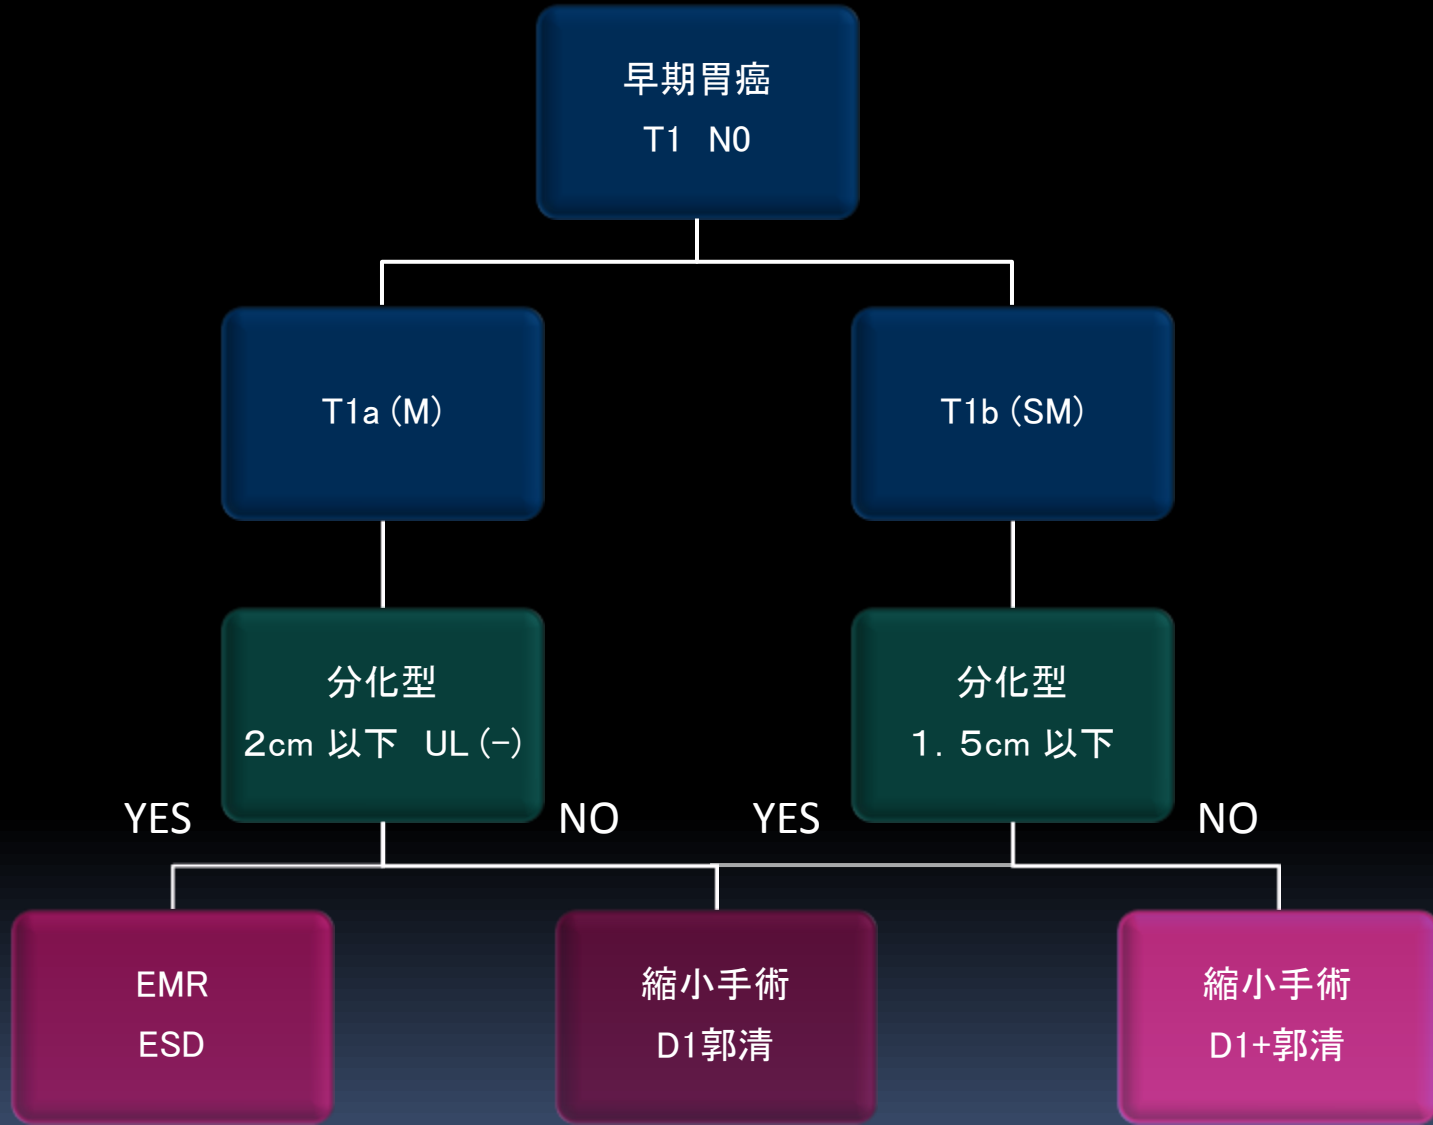 早期胃癌
T1 N0
T1a (M)
T1b (SM)
分化型
2cm 以下 UL (-)
分化型
1．5cm 以下
YES
NO
YES
NO
EMR
ESD
縮小手術
D1郭清
縮小手術
D1+郭清